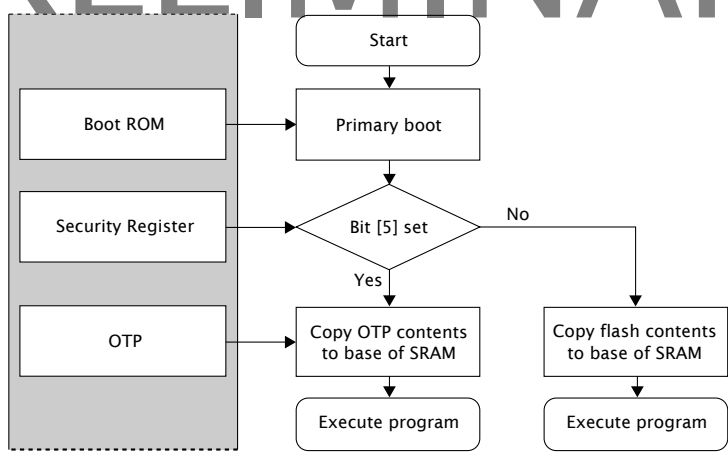 Start
Boot ROM
Primary boot
Security Register
Bit [5] set
No
Yes
OTP
Copy OTP contents
to base of SRAM
Copy flash contents
to base of SRAM
Execute program
Execute program